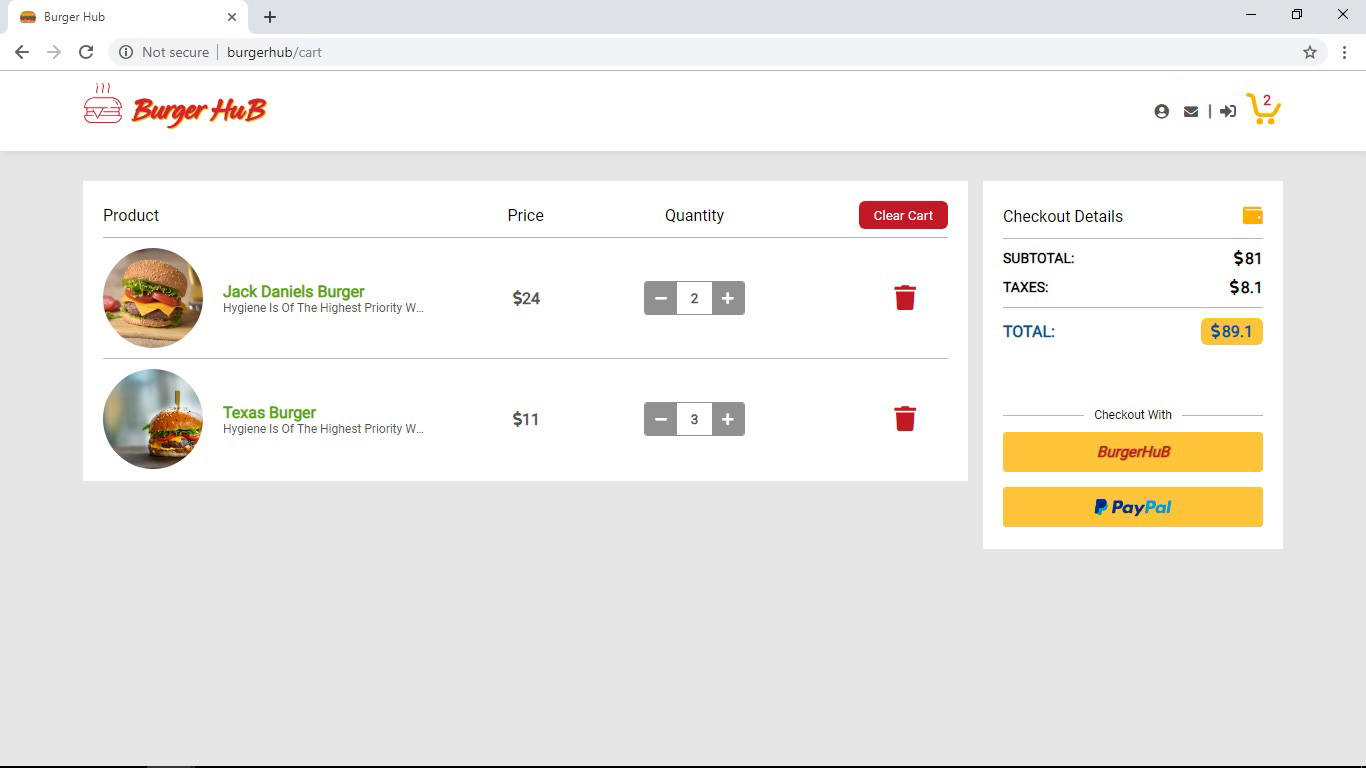 Burger Hub
Not secure burgerhub/cart
Burger HuB
2
Product Price Quantity Clear Cart
Jack Daniels Burger
Hygiene Is Of The Highest Priority W...
$24 2
Texas Burger
Hygiene Is Of The Highest Priority W...
$11 3
Checkout Details
SUBTOTAL: $81
TAXES: $8.1
TOTAL: $89.1
Checkout With
BurgerHuB
PayPal